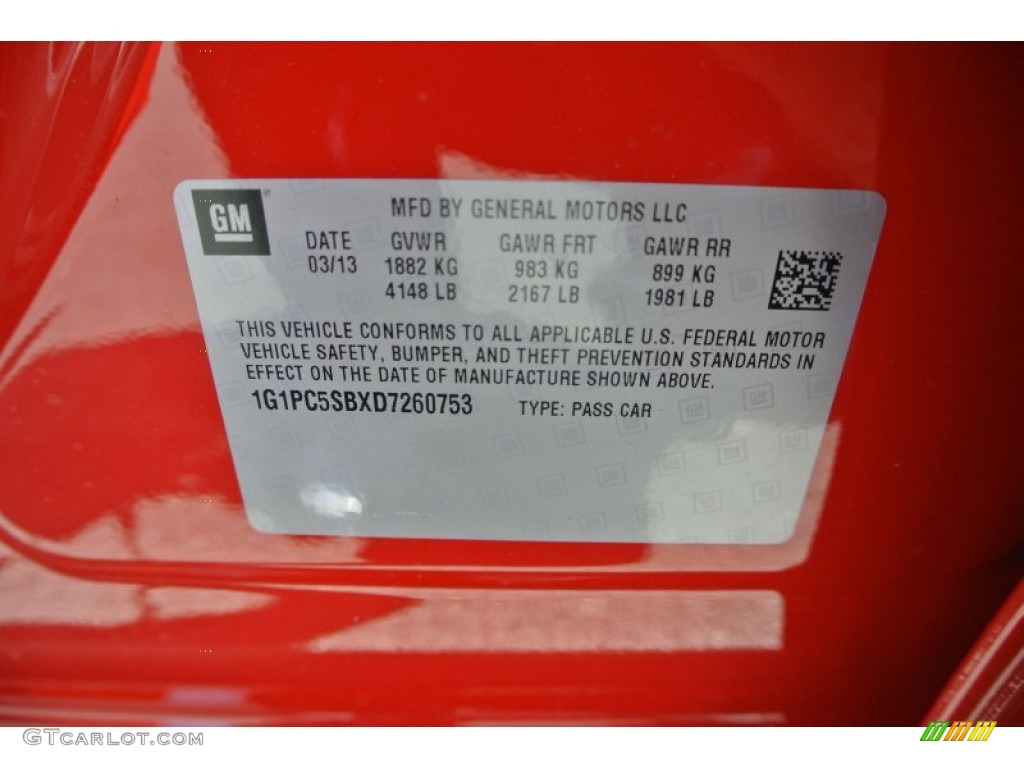 GM
MFD BY GENERAL MOTORS LLC
DATE GVWR GAWR FRT GAWR RR
03/13 1882 KG 983 KG 899 KG
4148 LB 2167 LB 1981 LB
THIS VEHICLE CONFORMS TO ALL APPLICABLE U.S. FEDERAL MOTOR
VEHICLE SAFETY, BUMPER, AND THEFT PREVENTION STANDARDS IN
EFFECT ON THE DATE OF MANUFACTURE SHOWN ABOVE.
1G1PC5SBXD7260753 TYPE: PASS CAR
GTcarlot.com